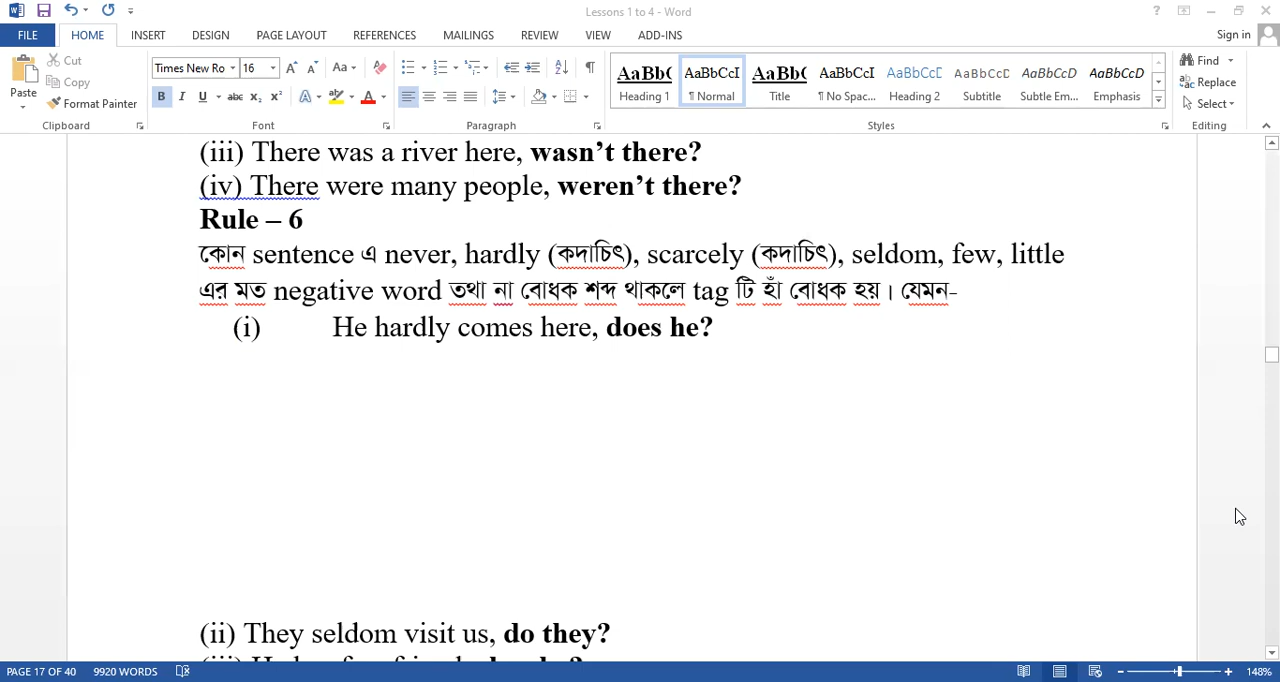 Lessons 1 to 4 - Word
FILE HOME INSERT DESIGN PAGE LAYOUT REFERENCES MAILINGS REVIEW VIEW ADD-INS Sign in
Paste Cut Copy Format Painter
Times New Ro 16
AaBbC Heading 1 AaBbCcI ¶ Normal AaBbC Title AaBbCcI ¶ No Spac... AaBbCcC Heading 2 AaBbCcC Subtitle AaBbCcD Subtle Em... AaBbCcD Emphasis
Find Replace Select
Clipboard Font Paragraph Styles Editing
(iii) There was a river here, wasn’t there?
(iv) There were many people, weren’t there?
Rule – 6
কোন sentence এ never, hardly (কদাচিৎ), scarcely (কদাচিৎ), seldom, few, little
এর মত negative word তথা না বোধক শব্দ থাকলে tag টি হাঁ বোধক হয়। যেমন-
(i) He hardly comes here, does he?
(ii) They seldom visit us, do they?
PAGE 17 OF 40 9920 WORDS 148%